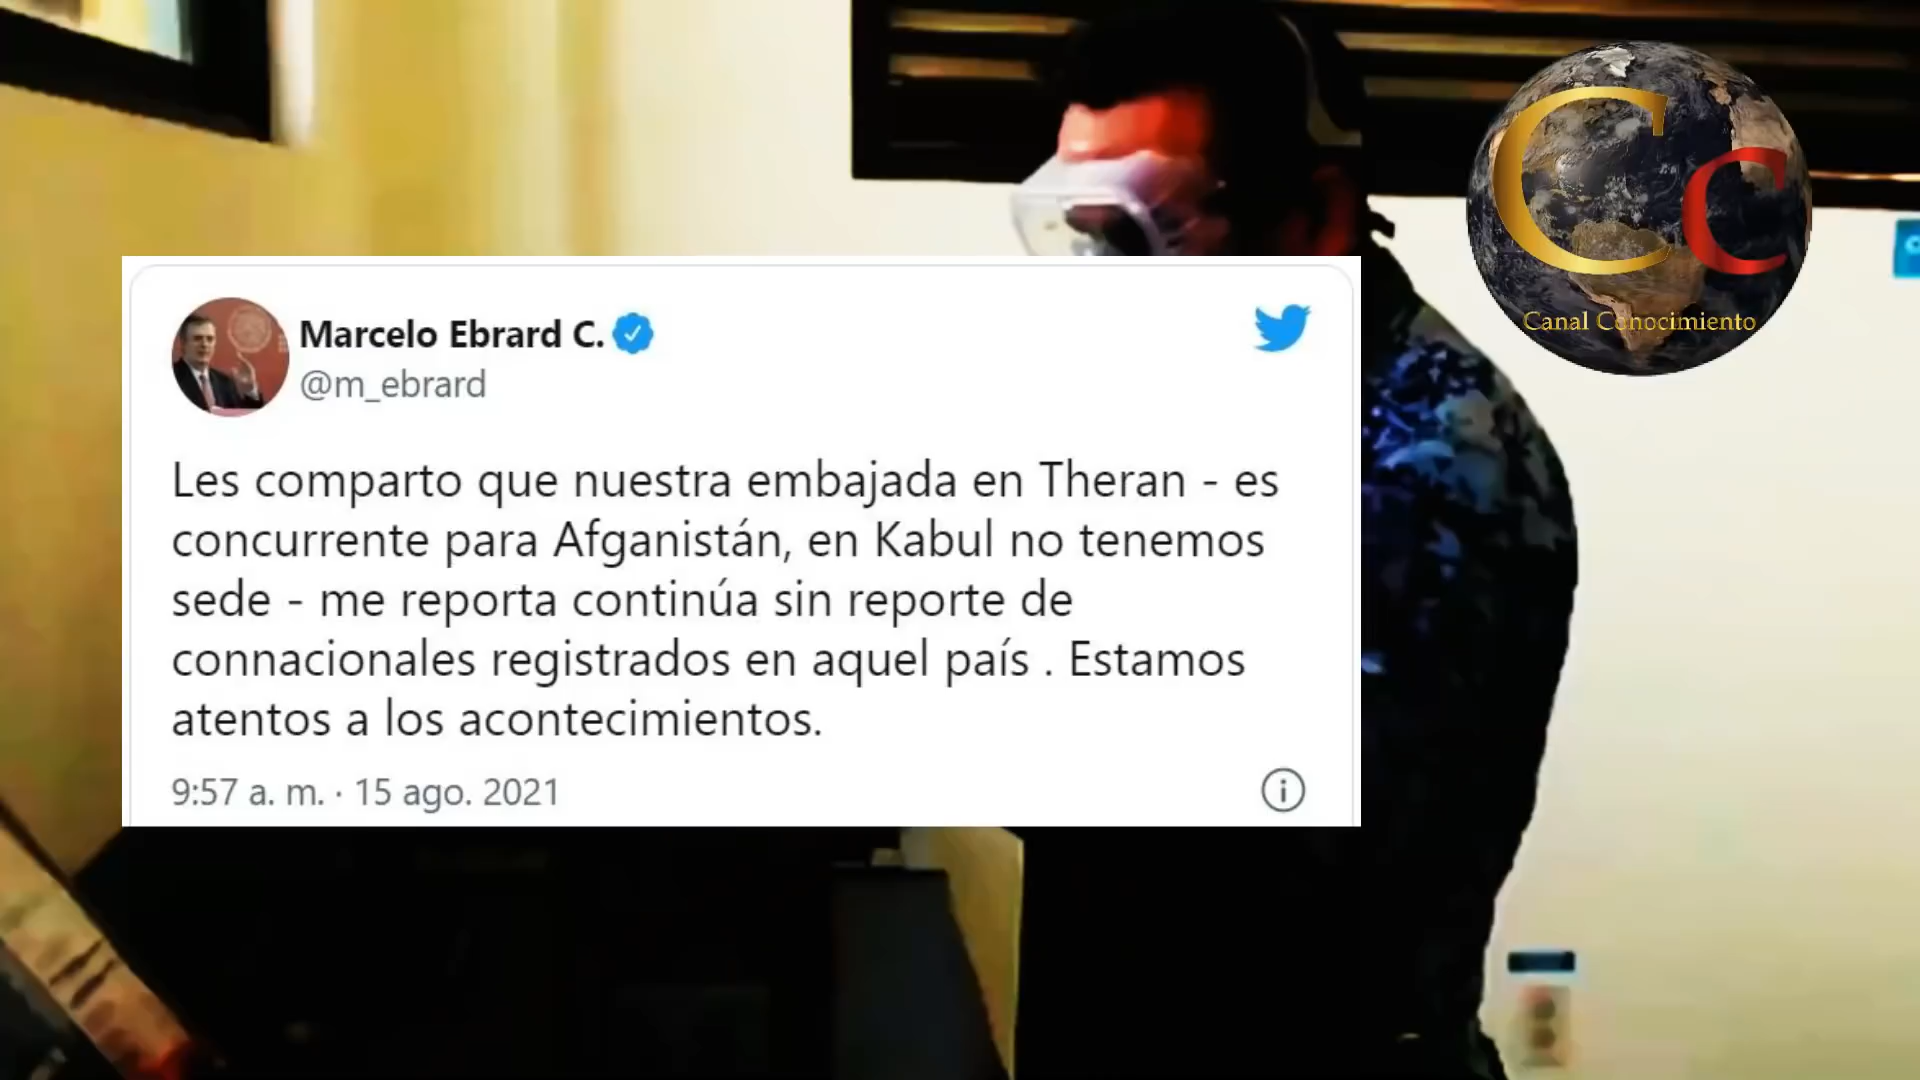 Cc
Canal Conocimiento
Marcelo Ebrard C.
@m_ebrard
Les comparto que nuestra embajada en Theran - es
concurrente para Afganistán, en Kabul no tenemos
sede - me reporta continúa sin reporte de
connacionales registrados en aquel país . Estamos
atentos a los acontecimientos.
9:57 a. m. · 15 ago. 2021